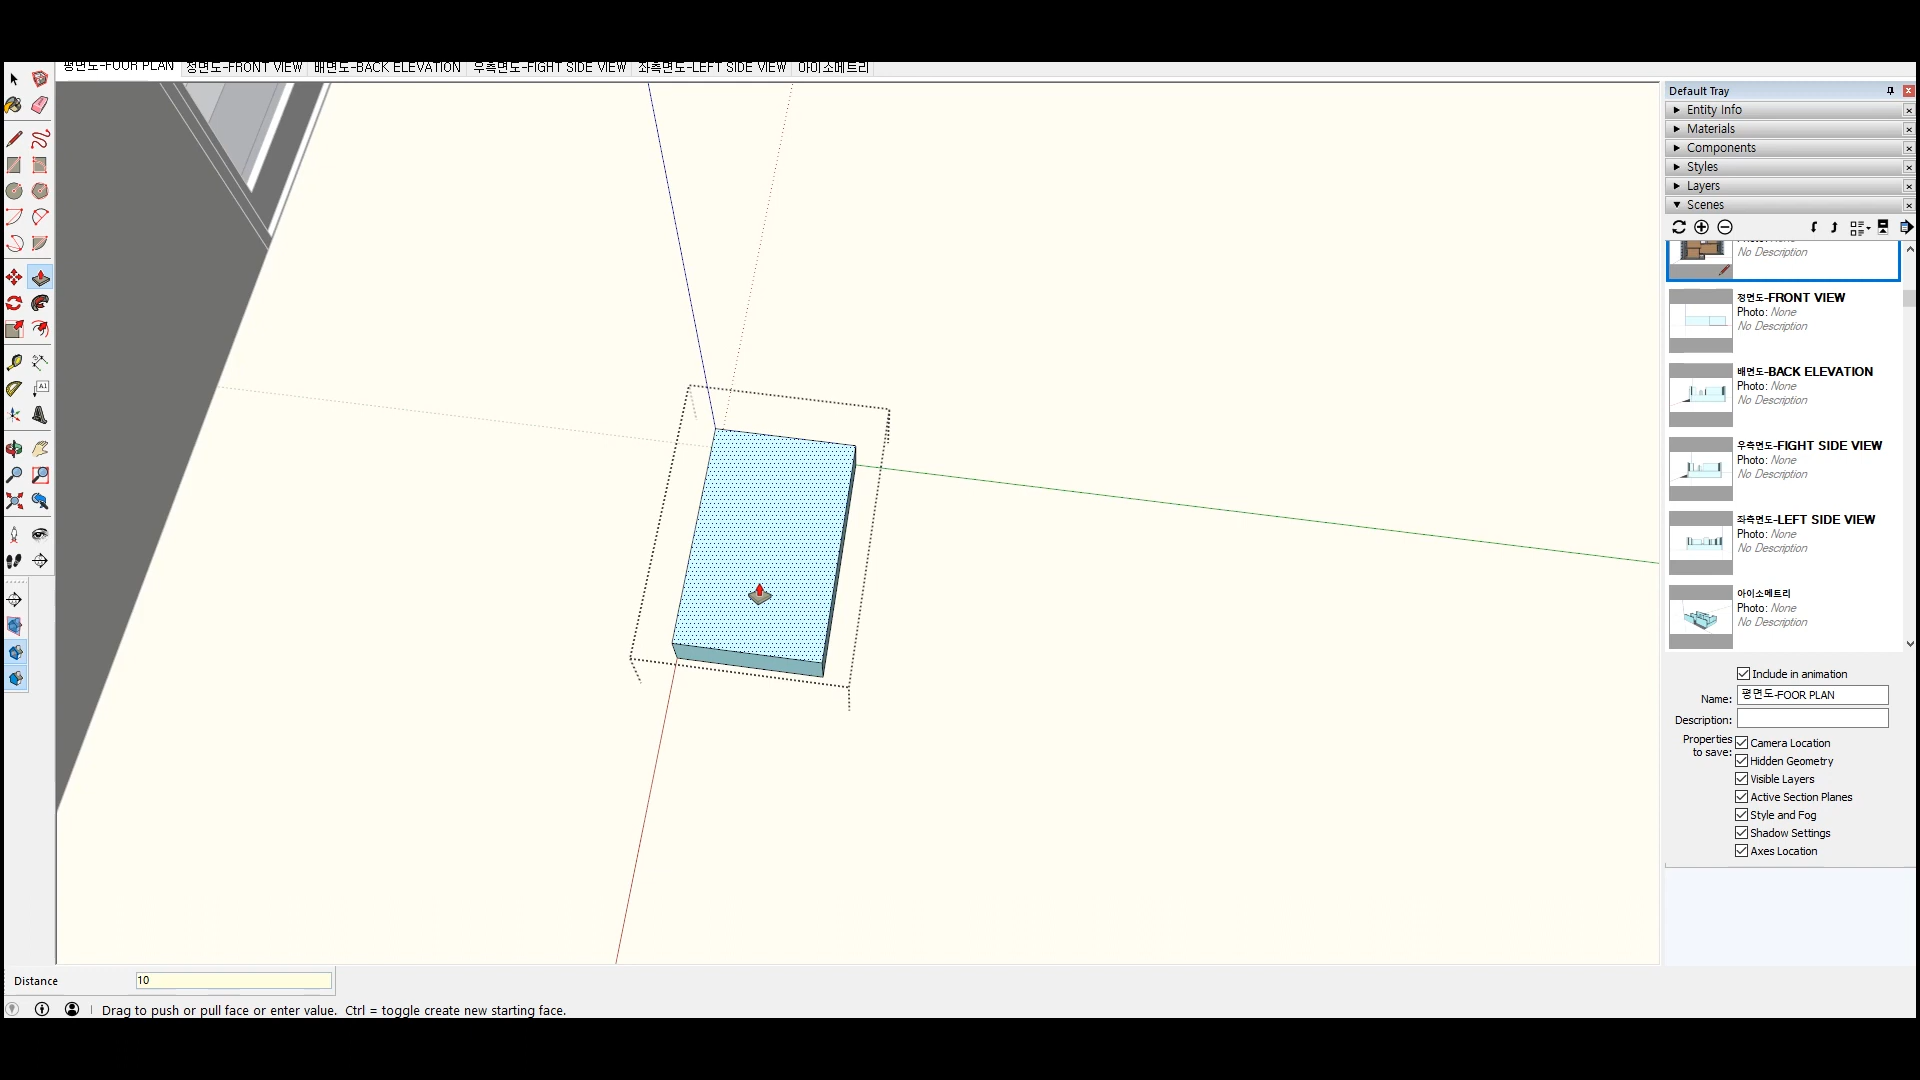 평면도-FOOR PLAN 정면도-FRONT VIEW 배면도-BACK ELEVATION 우측면도-FIGHT SIDE VIEW 좌측면도-LEFT SIDE VIEW 아이소메트리
Default Tray
Entity Info
Materials
Components
Styles
Layers
Scenes
No Description
정면도-FRONT VIEW
Photo: None
No Description
배면도-BACK ELEVATION
Photo: None
No Description
우측면도-FIGHT SIDE VIEW
Photo: None
No Description
좌측면도-LEFT SIDE VIEW
Photo: None
No Description
아이소메트리
Photo: None
No Description
Include in animation
Name: 평면도-FOOR PLAN
Description:
Properties to save:
Camera Location
Hidden Geometry
Visible Layers
Active Section Planes
Style and Fog
Shadow Settings
Axes Location
Distance 10
Drag to push or pull face or enter value. Ctrl = toggle create new starting face.